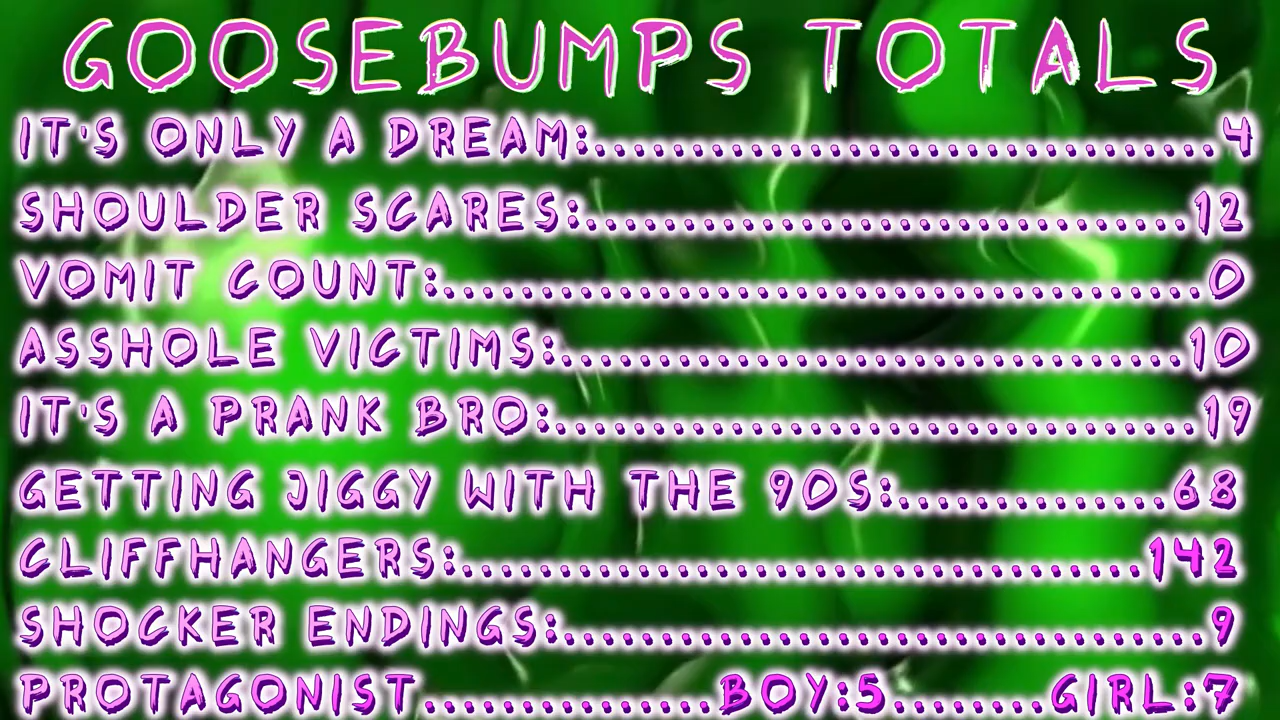 GOOSEBUMPS TOTALS
IT'S ONLY A DREAM:................................4
SHOULDER SCARES:...............................12
VOMIT COUNT:.......................................0
ASSHOLE VICTIMS:................................10
IT'S A PRANK BRO:.................................19
GETTING JIGGY WITH THE 90S:..............68
CLIFFHANGERS:...................................142
SHOCKER ENDINGS:.................................9
PROTAGONIST...............BOY:5........GIRL:7